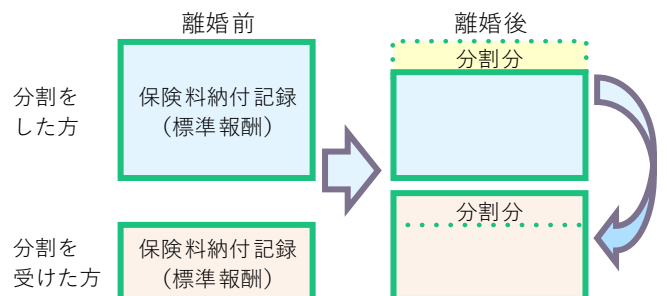 離婚前
離婚後
分割を
した方
保険料納付記録
（標準報酬）
分割分
分割を
受けた方
保険料納付記録
（標準報酬）
分割分